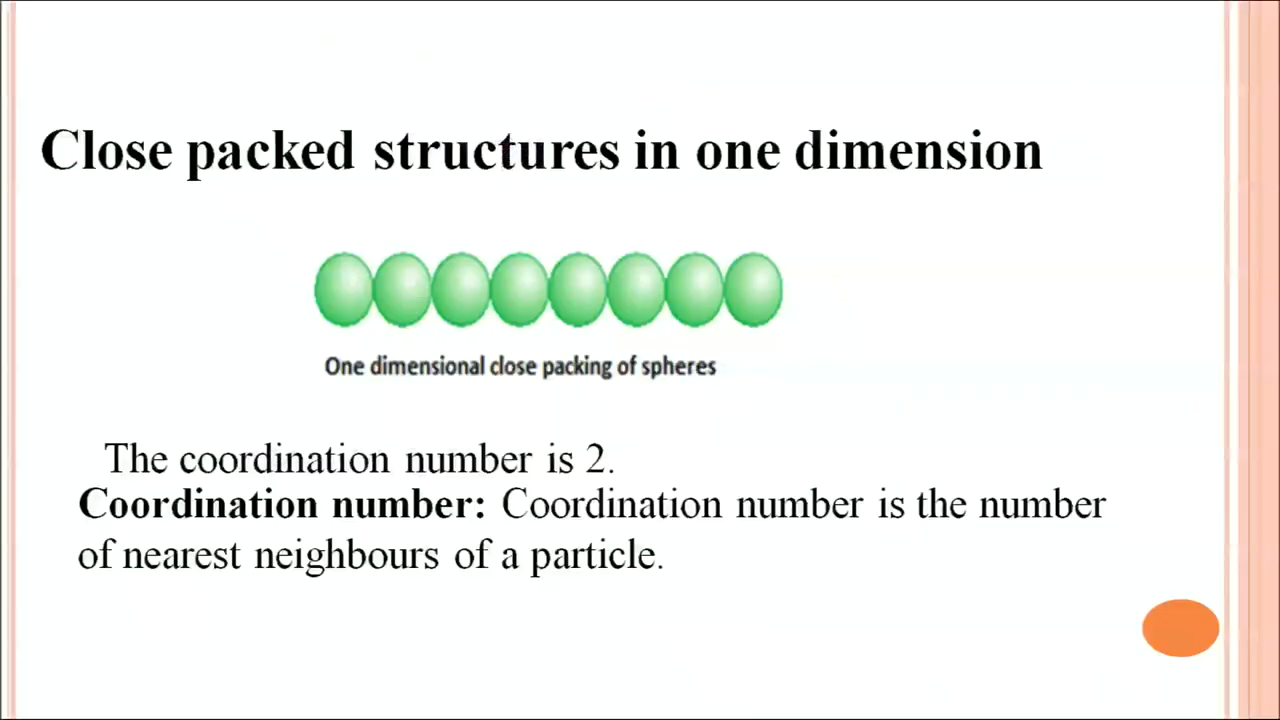 Close packed structures in one dimension
One dimensional close packing of spheres
The coordination number is 2.
Coordination number: Coordination number is the number
of nearest neighbours of a particle.